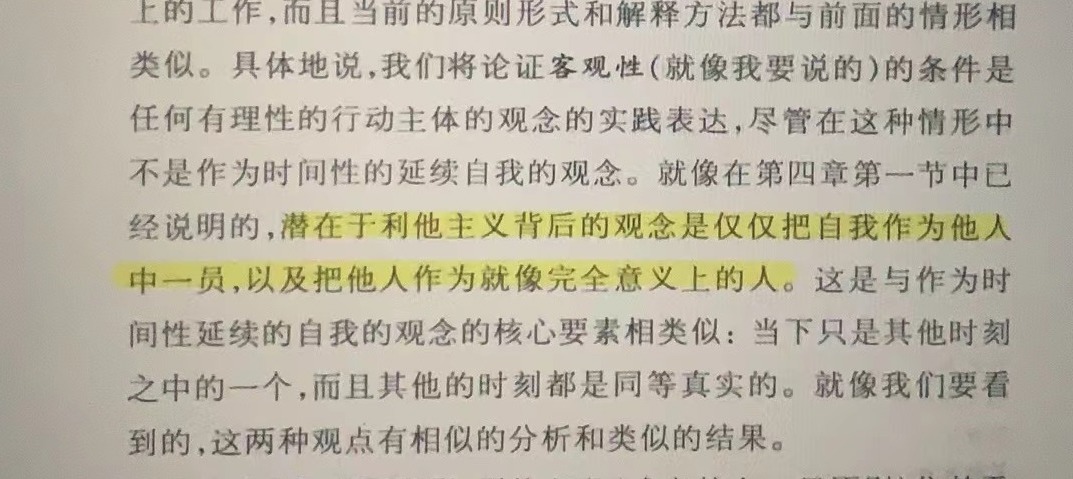 上的工作,而且当前的原则形式和解释方法都与前面的情形相
类似。具体地说,我们将论证客观性(就像我要说的)的条件是
任何有理性的行动主体的观念的实践表达,尽管在这种情形中
不是作为时间性的延续自我的观念。就像在第四章第一节中已
经说明的,潜在于利他主义背后的观念是仅仅把自我作为他人
中一员,以及把他人作为就像完全意义上的人。这是与作为时
间性延续的自我的观念的核心要素相类似：当下只是其他时刻
之中的一个,而且其他的时刻都是同等真实的。就像我们要看
到的,这两种观点有相似的分析和类似的结果。